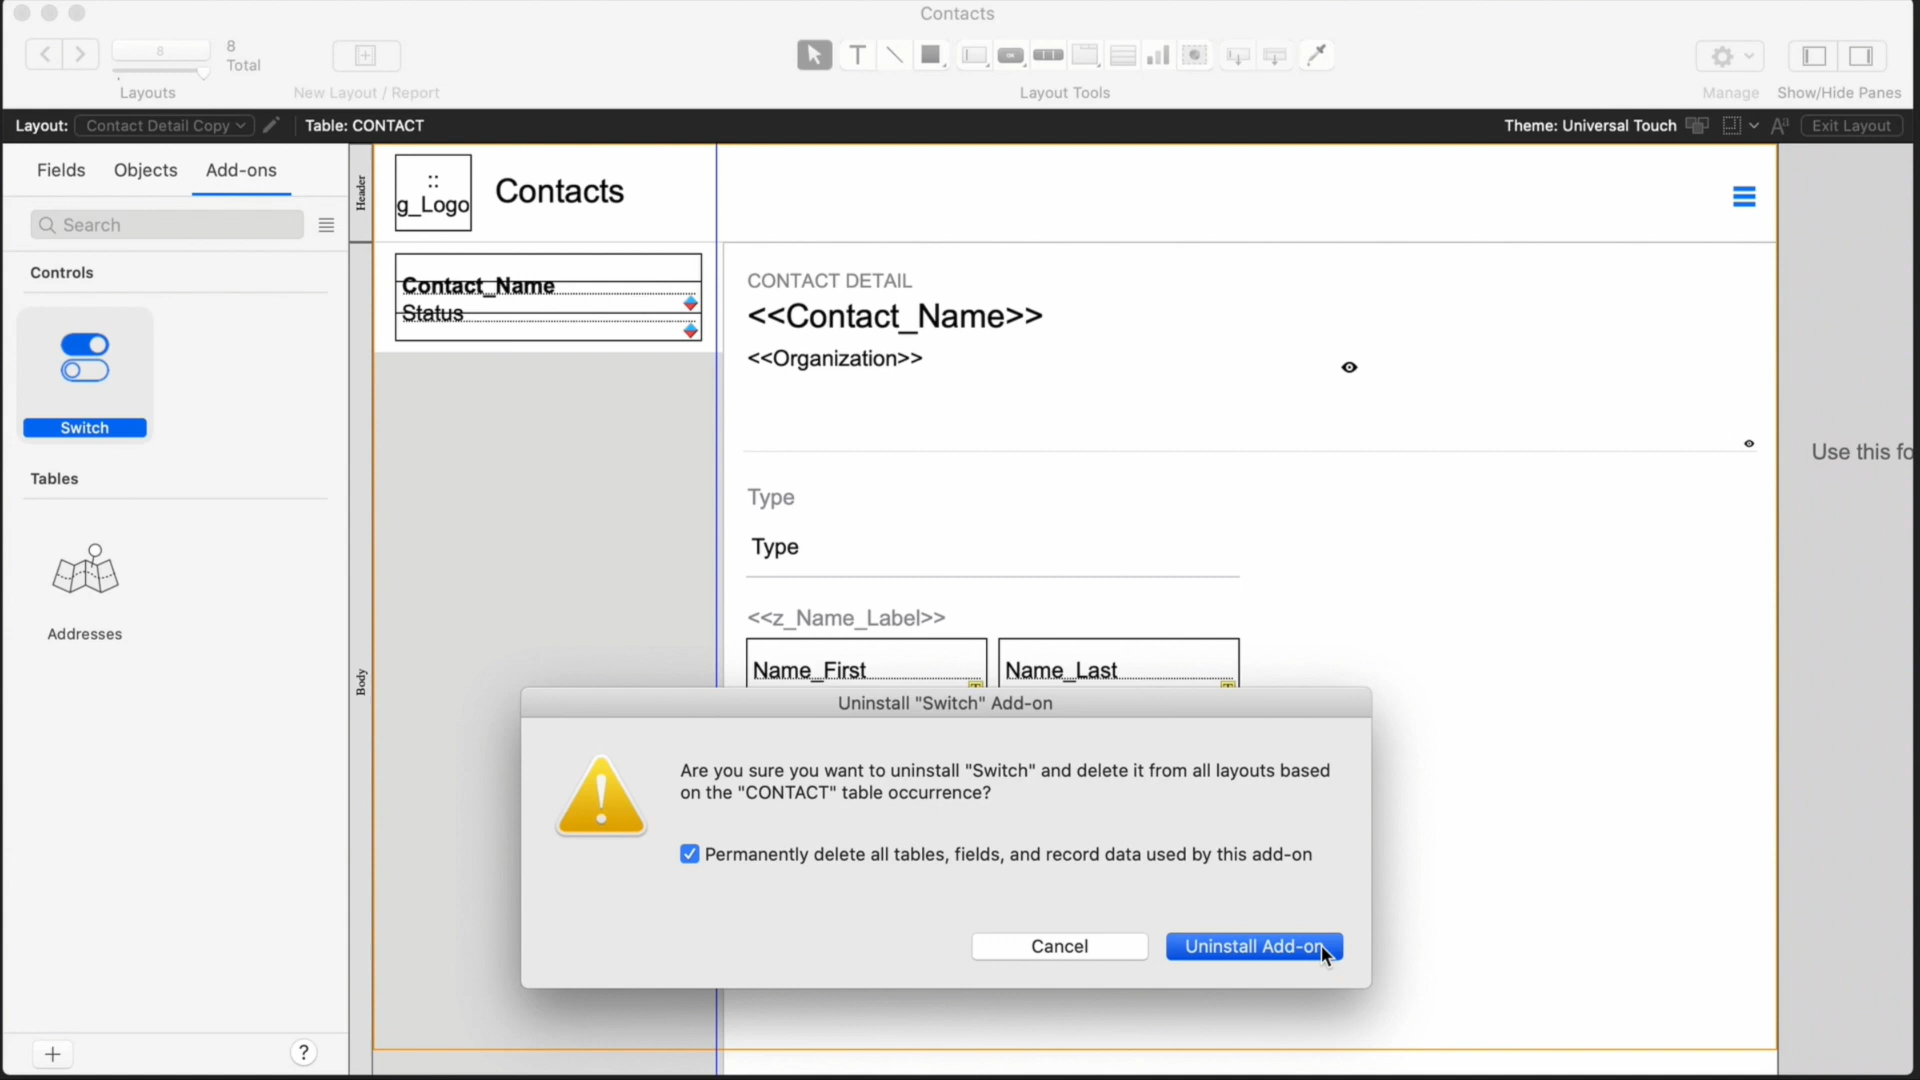 Contacts
8
8
Total
Layouts
New Layout / Report
Layout Tools
Manage
Show/Hide Panes
Layout: Contact Detail Copy
Table: CONTACT
Theme: Universal Touch
Exit Layout
Fields Objects Add-ons
Search
Controls
Switch
Tables
Addresses
Header
Body
::
g_Logo
Contacts
Contact_Name
Status
CONTACT DETAIL
<<Contact_Name>>
<<Organization>>
Use this fo
Type
Type
<<z_Name_Label>>
Name_First
Name_Last
Uninstall "Switch" Add-on
Are you sure you want to uninstall "Switch" and delete it from all layouts based
on the "CONTACT" table occurrence?
Permanently delete all tables, fields, and record data used by this add-on
Cancel
Uninstall Add-on
?